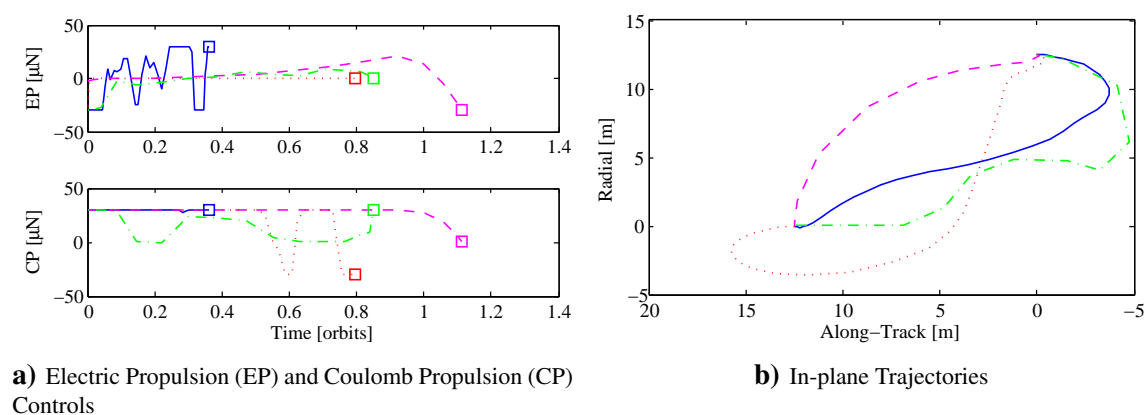 EP [µN]
50
0
−50
0 0.2 0.4 0.6 0.8 1 1.2 1.4
CP [µN]
50
0
50
0 0.2 0.4 0.6 0.8 1 1.2 1.4
Time [orbits]
a) Electric Propulsion (EP) and Coulomb Propulsion (CP)
Controls
Radial [m]
15
10
5
0
−5
20 15 10 5 0 −5
Along−Track [m]
b) In-plane Trajectories